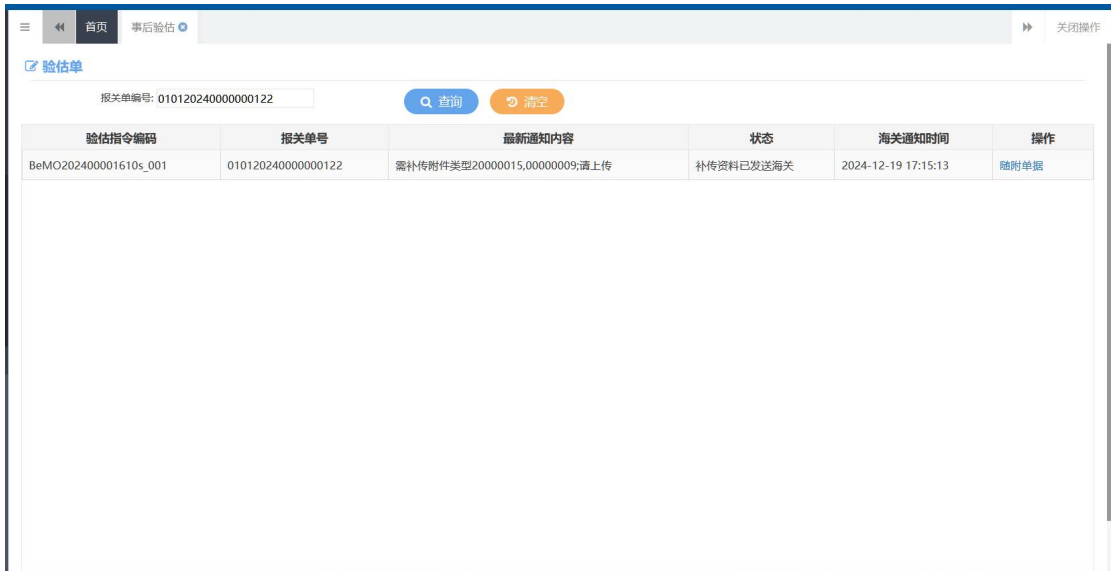 首页 事后验估 关闭操作
验估单
报关单编号: 010120240000000122 查询 清空
验估指令编码 报关单号 最新通知内容 状态 海关通知时间 操作
BeMO202400001610s_001 010120240000000122 需补传附件类型20000015,00000009;请上传 补传资料已发送海关 2024-12-19 17:15:13 随附单据